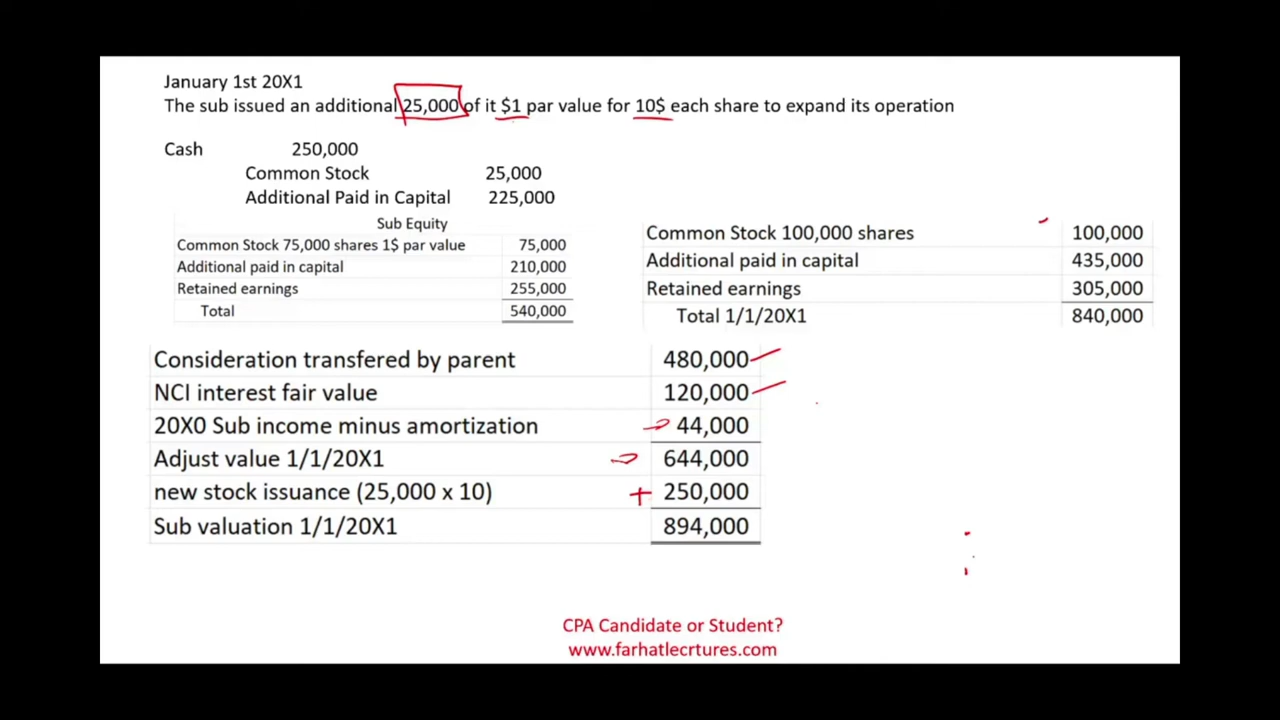 January 1st 20X1
The sub issued an additional 25,000 of it $1 par value for 10$ each share to expand its operation
Cash 250,000
Common Stock 25,000
Additional Paid in Capital 225,000
Sub Equity
Common Stock 75,000 shares 1$ par value 75,000
Additional paid in capital 210,000
Retained earnings 255,000
Total 540,000
Common Stock 100,000 shares 100,000
Additional paid in capital 435,000
Retained earnings 305,000
Total 1/1/20X1 840,000
Consideration transfered by parent 480,000
NCI interest fair value 120,000
20X0 Sub income minus amortization 44,000
Adjust value 1/1/20X1 644,000
new stock issuance (25,000 x 10) + 250,000
Sub valuation 1/1/20X1 894,000
CPA Candidate or Student?
www.farhatlecrtures.com